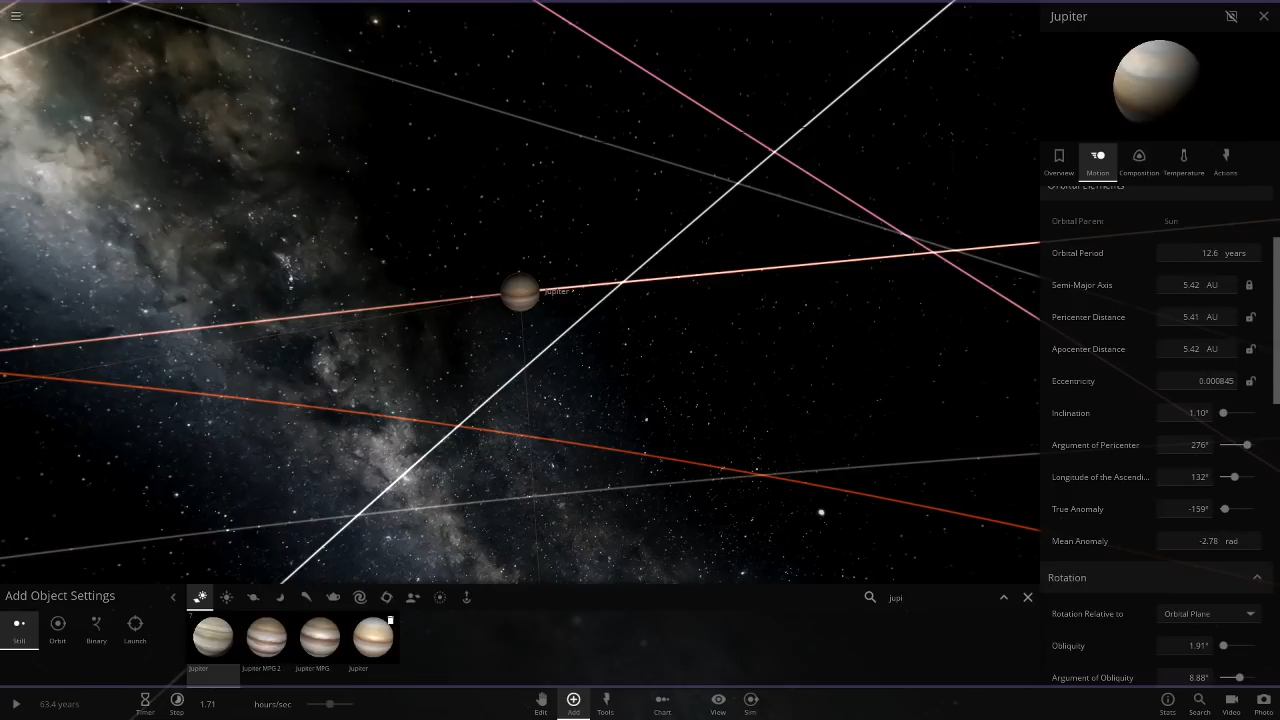 Jupiter
Overview
Motion
Composition
Temperature
Actions
Orbital Elements
Orbital Parent Sun
Orbital Period 12.6 years
Semi-Major Axis 5.42 AU
Pericenter Distance 5.41 AU
Apocenter Distance 5.42 AU
Eccentricity 0.000845
Inclination 1.10°
Argument of Pericenter 276°
Longitude of the Ascendi... 132°
True Anomaly -159°
Mean Anomaly -2.78 rad
Rotation
Rotation Relative to Orbital Plane
Obliquity 1.91°
Argument of Obliquity 8.88°
Jupiter
Add Object Settings
jupi
Still
Orbit
Binary
Launch
Jupiter
Jupiter MPG 2
Jupiter MPG
Jupiter
63.4 years
Timer
Step
1.71 hours/sec
Edit
Add
Tools
Chart
View
Sim
Stats
Search
Video
Photo